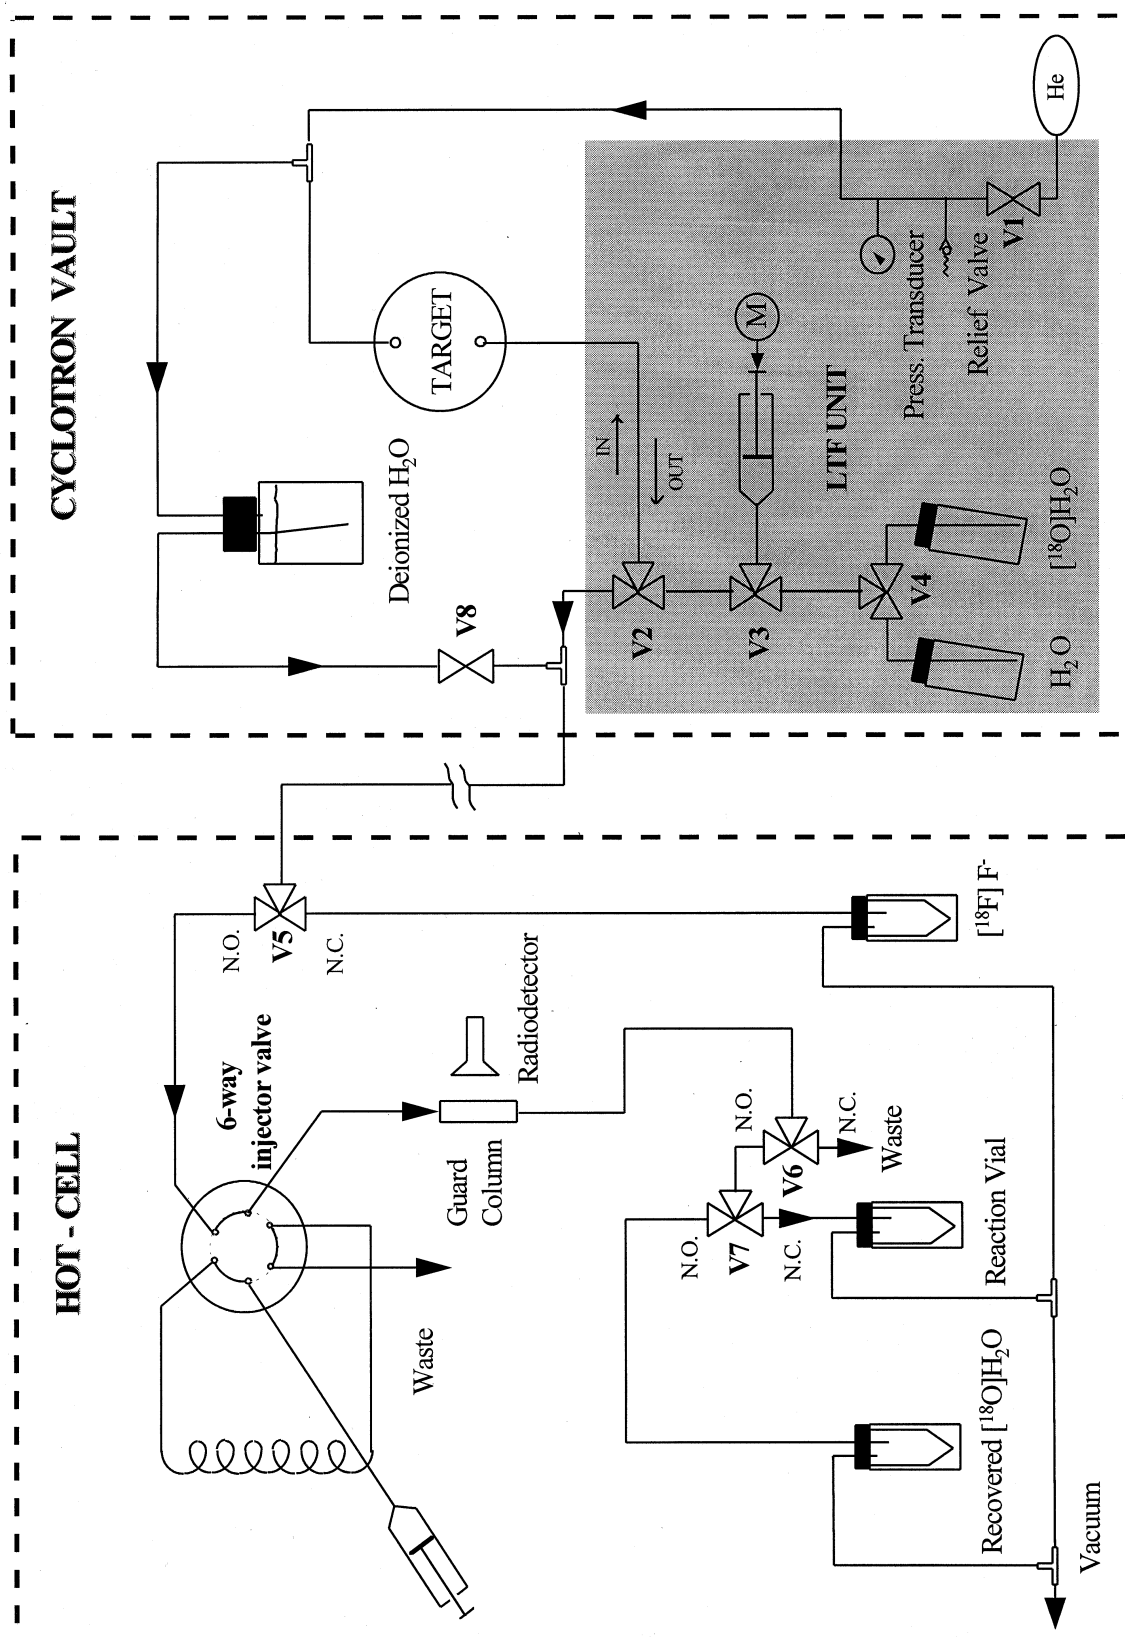 CYCLOTRON VAULT
He
TARGET
Deionized H₂O
IN
OUT
M
LTF UNIT
Press. Transducer
Relief Valve
V1
V8
V2
V3
V4
[¹⁸O]H₂O
H₂O
HOT - CELL
N.O.
V5
N.C.
[¹⁸F] F⁻
6-way
injector valve
Radiodetector
Guard
Column
N.O.
N.C.
V6
Waste
N.O.
V7
N.C.
Reaction Vial
Waste
Recovered [¹⁸O]H₂O
Vacuum